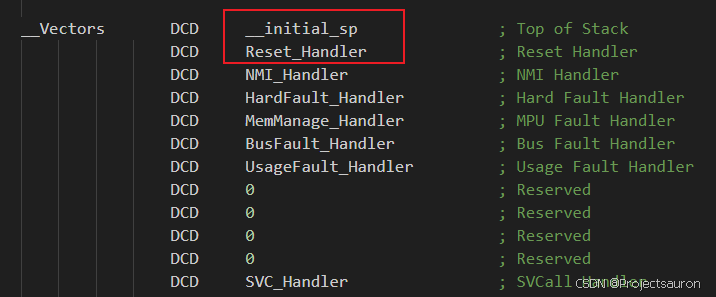 __Vectors DCD __initial_sp ; Top of Stack
DCD Reset_Handler ; Reset Handler
DCD NMI_Handler ; NMI Handler
DCD HardFault_Handler ; Hard Fault Handler
DCD MemManage_Handler ; MPU Fault Handler
DCD BusFault_Handler ; Bus Fault Handler
DCD UsageFault_Handler ; Usage Fault Handler
DCD 0 ; Reserved
DCD 0 ; Reserved
DCD 0 ; Reserved
DCD 0 ; Reserved
DCD SVC_Handler ; SVCall Handler
CSDN @Projectsauron